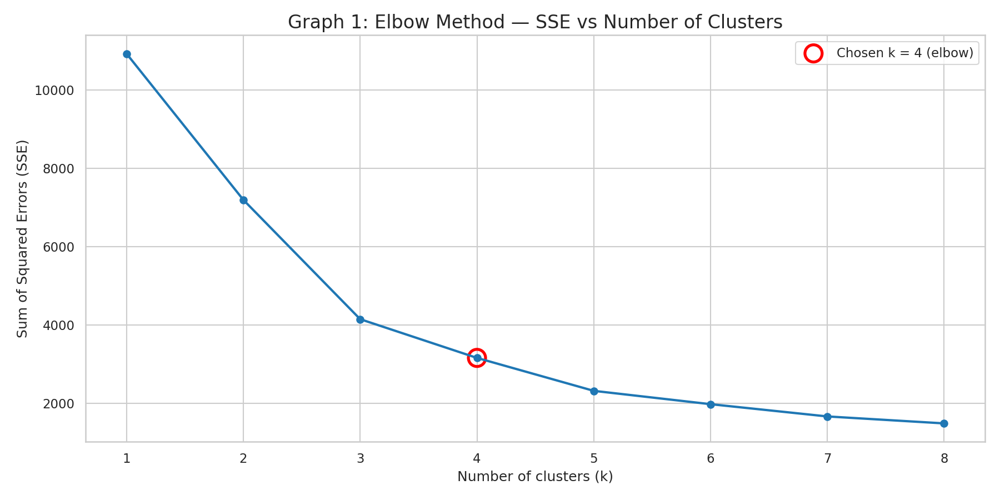 Graph 1: Elbow Method — SSE vs Number of Clusters
Chosen k = 4 (elbow)
Sum of Squared Errors (SSE)
10000
8000
6000
4000
2000
1 2 3 4 5 6 7 8
Number of clusters (k)